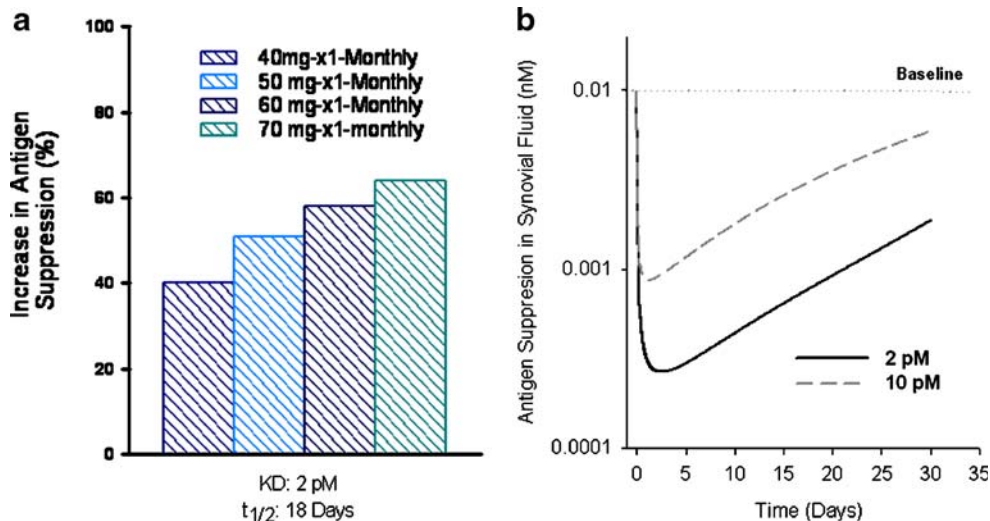 a
100
80
60
40
20
0
Increase in Antigen
Suppression (%)
40mg-x1-Monthly
50 mg-x1-Monthly
60 mg-x1-Monthly
70 mg-x1-monthly
KD: 2 pM
t1/2: 18 Days
b
Antigen Suppresion in Synovial Fluid (nM)
0.01
0.001
0.0001
Baseline
2 pM
10 pM
0 5 10 15 20 25 30 35
Time (Days)